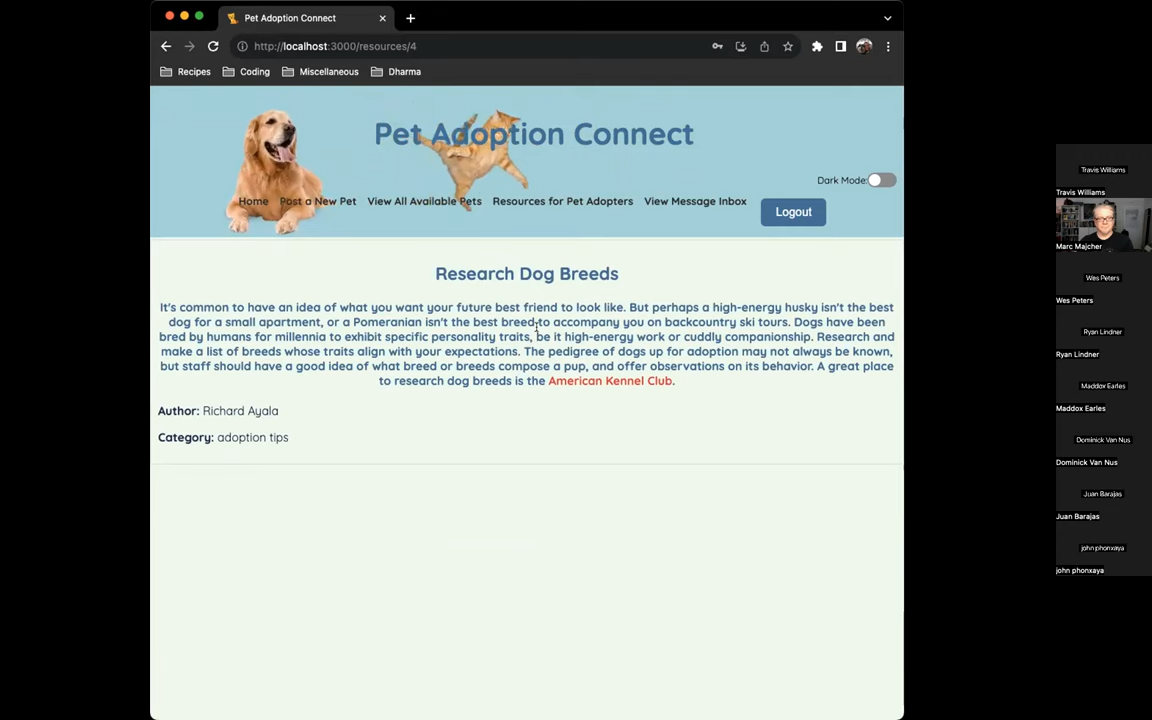 Pet Adoption Connect
http://localhost:3000/resources/4
Recipes Coding Miscellaneous Dharma
Pet Adoption Connect
Dark Mode:
Home Post a New Pet View All Available Pets Resources for Pet Adopters View Message Inbox Logout
Research Dog Breeds
It's common to have an idea of what you want your future best friend to look like. But perhaps a high-energy husky isn't the best
dog for a small apartment, or a Pomeranian isn't the best breed to accompany you on backcountry ski tours. Dogs have been
bred by humans for millennia to exhibit specific personality traits, be it high-energy work or cuddly companionship. Research and
make a list of breeds whose traits align with your expectations. The pedigree of dogs up for adoption may not always be known,
but staff should have a good idea of what breed or breeds compose a pup, and offer observations on its behavior. A great place
to research dog breeds is the American Kennel Club.
Author: Richard Ayala
Category: adoption tips
Travis Williams
Travis Williams
Marc Majcher
Wes Peters
Wes Peters
Ryan Lindner
Ryan Lindner
Maddox Earles
Maddox Earles
Dominick Van Nus
Dominick Van Nus
Juan Barajas
Juan Barajas
john phonxaya
john phonxaya